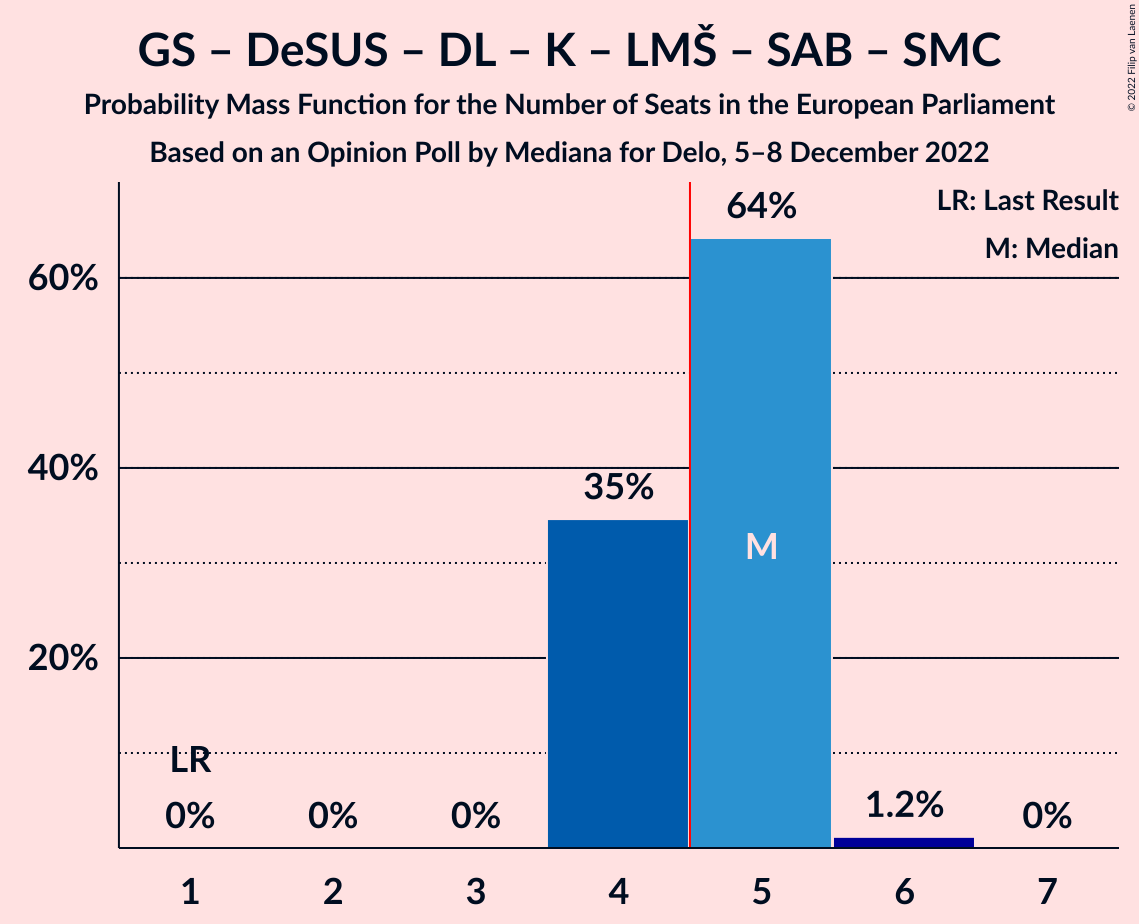 GS – DeSUS – DL – K – LMŠ – SAB – SMC
Probability Mass Function for the Number of Seats in the European Parliament
Based on an Opinion Poll by Mediana for Delo, 5–8 December 2022
© 2022 Filip van Laenen
LR: Last Result
M: Median
64%
60%
40%
35%
M
20%
LR
0% 0% 0% 1.2% 0%
1 2 3 4 5 6 7